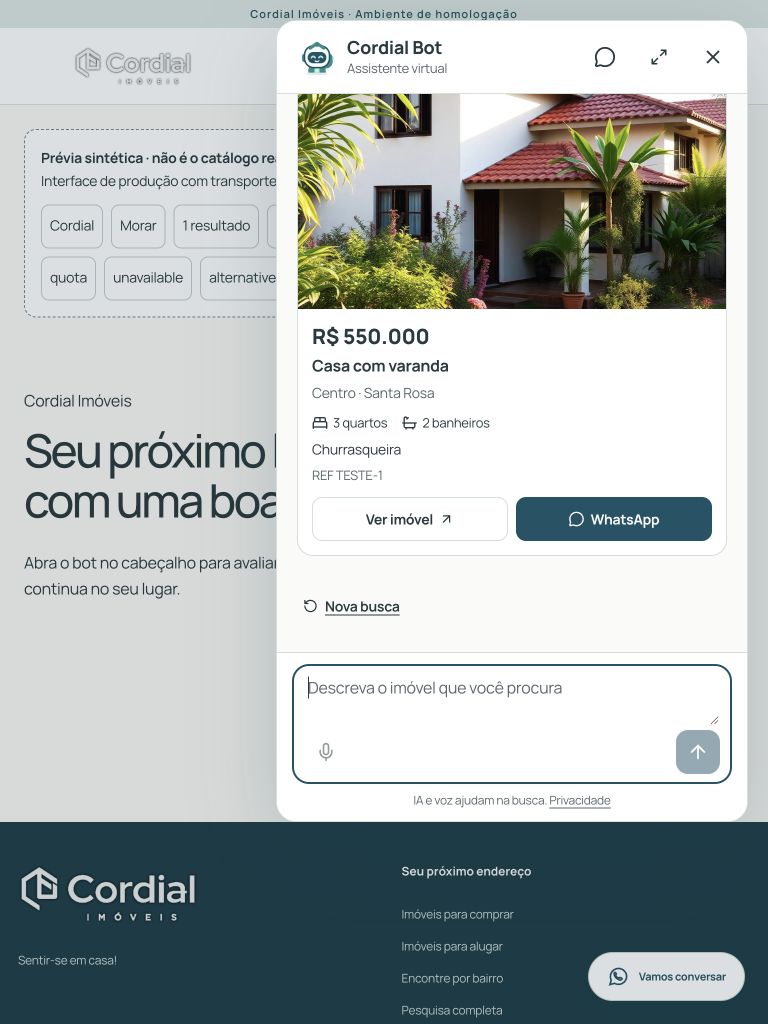 Cordial Imóveis · Ambiente de homologação
Cordial
IMÓVEIS
Cordial Bot
Assistente virtual
Prévia sintética · não é o catálogo
Interface de produção com transporte
Cordial
Morar
1 resultado
quota
unavailable
alternative
Cordial Imóveis
Seu próximo
com uma boa
Abra o bot no cabeçalho para
continua no seu lugar.
R$ 550.000
Casa com varanda
Centro · Santa Rosa
3 quartos 2 banheiros
Churrasqueira
REF TESTE-1
Ver imóvel
WhatsApp
Nova busca
Descreva o imóvel que você procura
IA e voz ajudam na busca. Privacidade
Cordial
IMÓVEIS
Sentir-se em casa!
Seu próximo endereço
Imóveis para comprar
Imóveis para alugar
Encontre por bairro
Pesquisa completa
Vamos conversar